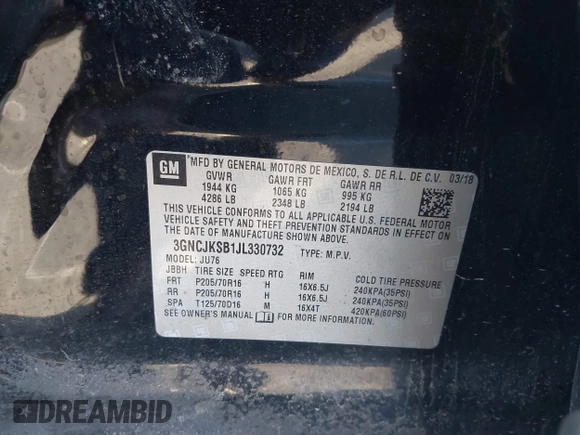 GM
*MFD BY GENERAL MOTORS DE MEXICO, S. DE R.L. DE C.V. 03/18
GVWR GAWR FRT GAWR RR
1944 KG 1065 KG 995 KG
4286 LB 2348 LB 2194 LB
THIS VEHICLE CONFORMS TO ALL APPLICABLE U.S. FEDERAL MOTOR
VEHICLE SAFETY AND THEFT PREVENTION STANDARDS IN EFFECT ON
THE DATE OF MANUFACTURE SHOWN ABOVE.
3GNCJKSB1JL330732 TYPE: M.P.V.
MODEL: JU76
JBBH TIRE SIZE SPEED RTG RIM COLD TIRE PRESSURE
FRT P205/70R16 H 16X6.5J 240KPA(35PSI)
RR P205/70R16 H 16X6.5J 240KPA(35PSI)
SPA T125/70D16 M 16X4T 420KPA(60PSI)
SEE OWNER'S MANUAL i FOR MORE INFORMATION.
DREAMBID